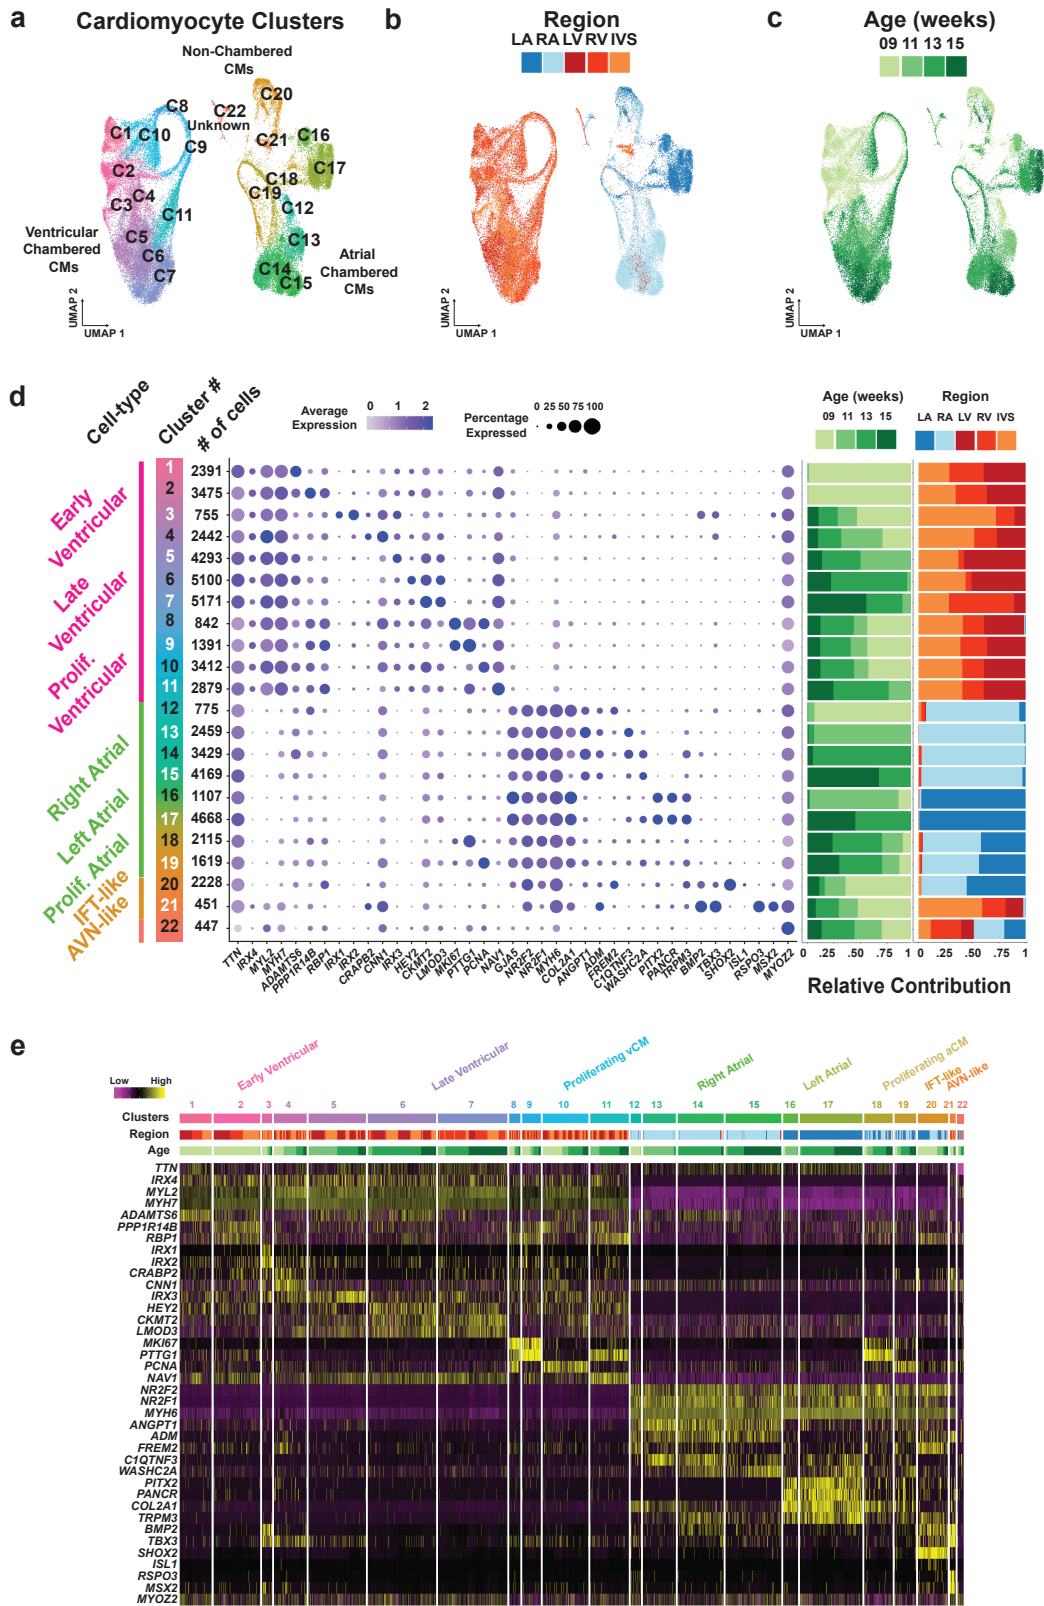 a
Cardiomyocyte Clusters
Non-Chambered
CMs
C8
C20
C22
Unknown
C1
C10
C9
C21
C16
C17
C2
C18
C4
C19
C3
C11
C12
C5
C13
C6
C7
C14
C15
Ventricular
Chambered
CMs
Atrial
Chambered
CMs
UMAP 2
UMAP 1
b
Region
LA RA LV RV IVS
UMAP 2
UMAP 1
c
Age (weeks)
09 11 13 15
UMAP 2
UMAP 1
d
Cell-type
Cluster #
# of cells
Average
Expression
0 1 2
Percentage
Expressed
0 25 50 75 100
Age (weeks)
09 11 13 15
Region
LA RA LV RV IVS
Early
Ventricular
Late
Ventricular
Prolif.
Ventricular
Right Atrial
Left Atrial
Prolif. Atrial
IFT-like
AVN-like
1 2391
2 3475
3 755
4 2442
5 4293
6 5100
7 5171
8 842
9 1391
10 3412
11 2879
12 775
13 2459
14 3429
15 4169
16 1107
17 4668
18 2115
19 1619
20 2228
21 451
22 447
TTN
IRX4
MYL2
MYH7
ADAMTS6
PPP1R14B
RBP1
IRX1
IRX2
CRABP2
CNN1
IRX3
HEY2
CKMT2
LMOD3
MKI67
PTTG1
PCNA
NAV1
GJA5
NR2F2
NR2F1
MYH6
COL2A1
ANGPT1
ADM
FREM2
C1QTNF3
WASHC2A
PITX2
PANCR
TRPM3
BMP2
TBX3
SHOX2
ISL1
RSPO3
MSX2
MYOZ2
0 .25 .5 .75 1
0 .25 .50 .75 1
Relative Contribution
e
Low High
Early Ventricular
Late Ventricular
Proliferating vCM
Right Atrial
Left Atrial
Proliferating aCM
IFT-like
AVN-like
1 2 3 4 5 6 7 8 9 10 11 12 13 14 15 16 17 18 19 20 21 22
Clusters
Region
Age
TTN
IRX4
MYL2
MYH7
ADAMTS6
PPP1R14B
RBP1
IRX1
IRX2
CRABP2
CNN1
IRX3
HEY2
CKMT2
LMOD3
MKI67
PTTG1
PCNA
NAV1
NR2F2
NR2F1
MYH6
ANGPT1
ADM
FREM2
C1QTNF3
WASHC2A
PITX2
PANCR
COL2A1
TRPM3
BMP2
TBX3
SHOX2
ISL1
RSPO3
MSX2
MYOZ2